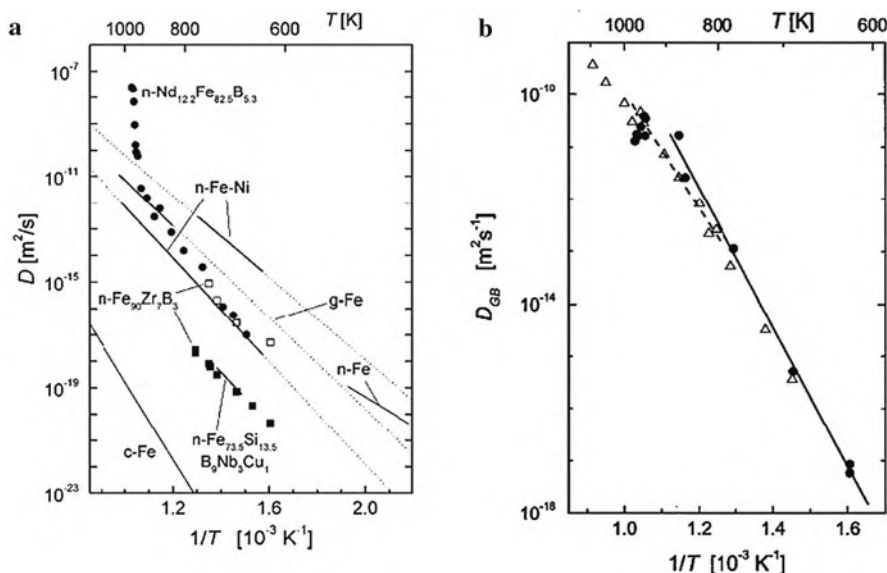 a
T [K]
1000 800 600
10⁻⁷
10⁻¹¹
10⁻¹⁵
10⁻¹⁹
10⁻²³
D [m²/s]
n-Nd₁₂.₂Fe₈₂.₅B₅.₃
n-Fe-Ni
n-Fe₉₀Zr₇B₃
g-Fe
n-Fe
c-Fe
n-Fe₇₃.₅Si₁₃.₅
B₉Nb₃Cu₁
1.2 1.6 2.0
1/T [10⁻³ K⁻¹]
b
T [K]
1000 800 600
10⁻¹⁰
10⁻¹⁴
10⁻¹⁸
D_GB [m²s⁻¹]
1.0 1.2 1.4 1.6
1/T [10⁻³ K⁻¹]